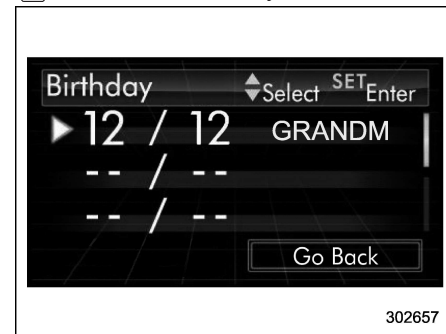 Birthday Select SET Enter
12 / 12 GRANDM
-- / --
-- / --
Go Back
302657